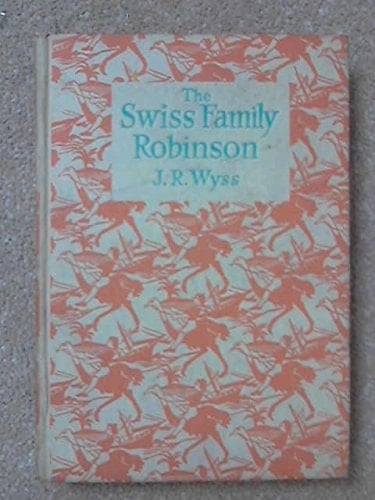 The
Swiss Family
Robinson
J. R. Wyss